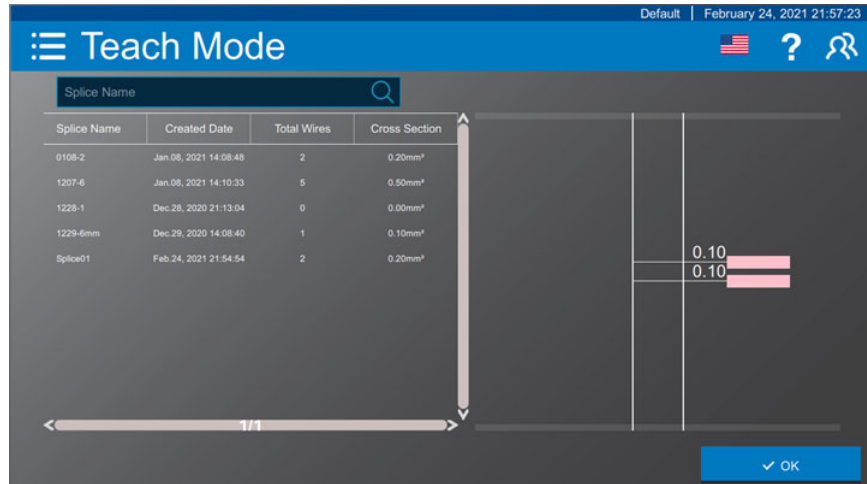 Default | February 24, 2021 21:57:23
Teach Mode ?
Splice Name
Splice Name Created Date Total Wires Cross Section
0108-2 Jan.08, 2021 14:08:48 2 0.20mm²
1207-6 Jan.08, 2021 14:10:33 5 0.50mm²
1228-1 Dec.28, 2020 21:13:04 0 0.00mm²
1229-6mm Dec.29, 2020 14:08:40 1 0.10mm²
Splice01 Feb.24, 2021 21:54:54 2 0.20mm²
0.10
0.10
1/1
OK